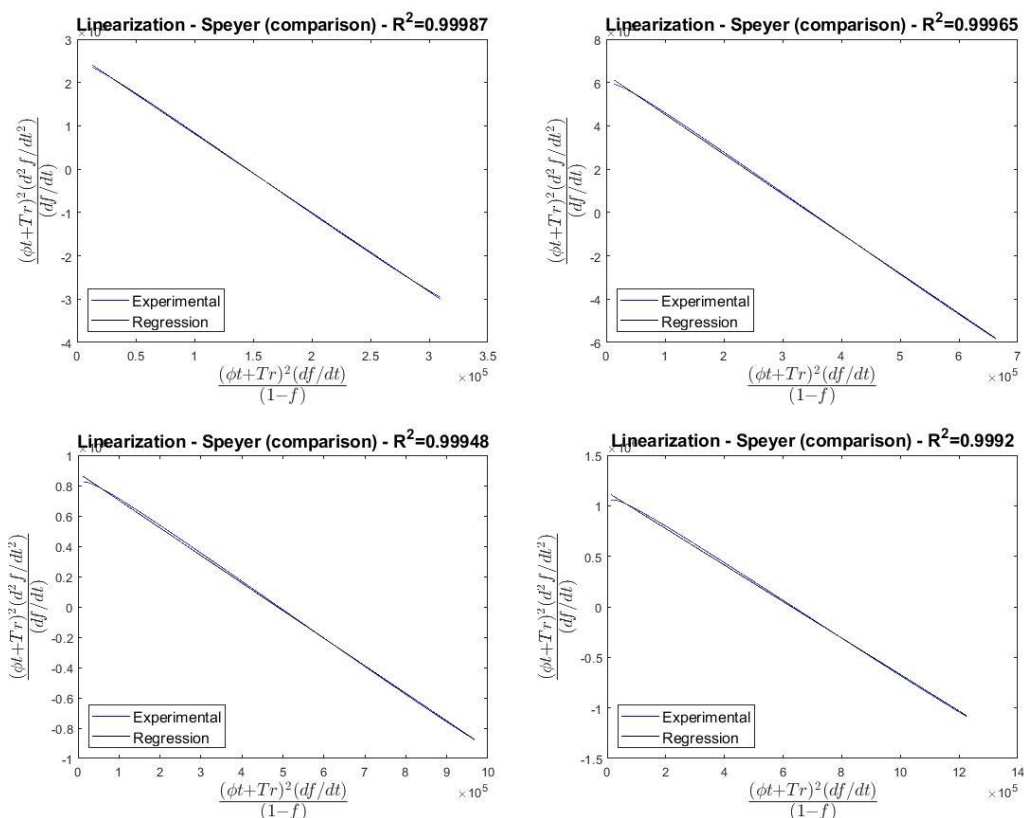 Linearization - Speyer (comparison) - R²=0.99987
3
2
1
0
-1
-2
-3
-4
(ϕt+Tr)²(d²f/dt²)
(df/dt)
Experimental
Regression
0 0.5 1 1.5 2 2.5 3 3.5
×10⁵
(ϕt+Tr)²(df/dt)
(1−f)
Linearization - Speyer (comparison) - R²=0.99965
8
6
4
2
0
-2
-4
-6
(ϕt+Tr)²(d²f/dt²)
(df/dt)
Experimental
Regression
0 1 2 3 4 5 6 7
×10⁵
(ϕt+Tr)²(df/dt)
(1−f)
Linearization - Speyer (comparison) - R²=0.99948
1
0.8
0.6
0.4
0.2
0
-0.2
-0.4
-0.6
-0.8
-1
(ϕt+Tr)²(d²f/dt²)
(df/dt)
Experimental
Regression
0 1 2 3 4 5 6 7 8 9 10
×10⁵
(ϕt+Tr)²(df/dt)
(1−f)
Linearization - Speyer (comparison) - R²=0.9992
1.5
1
0.5
0
-0.5
-1
-1.5
(ϕt+Tr)²(d²f/dt²)
(df/dt)
Experimental
Regression
0 2 4 6 8 10 12 14
×10⁵
(ϕt+Tr)²(df/dt)
(1−f)